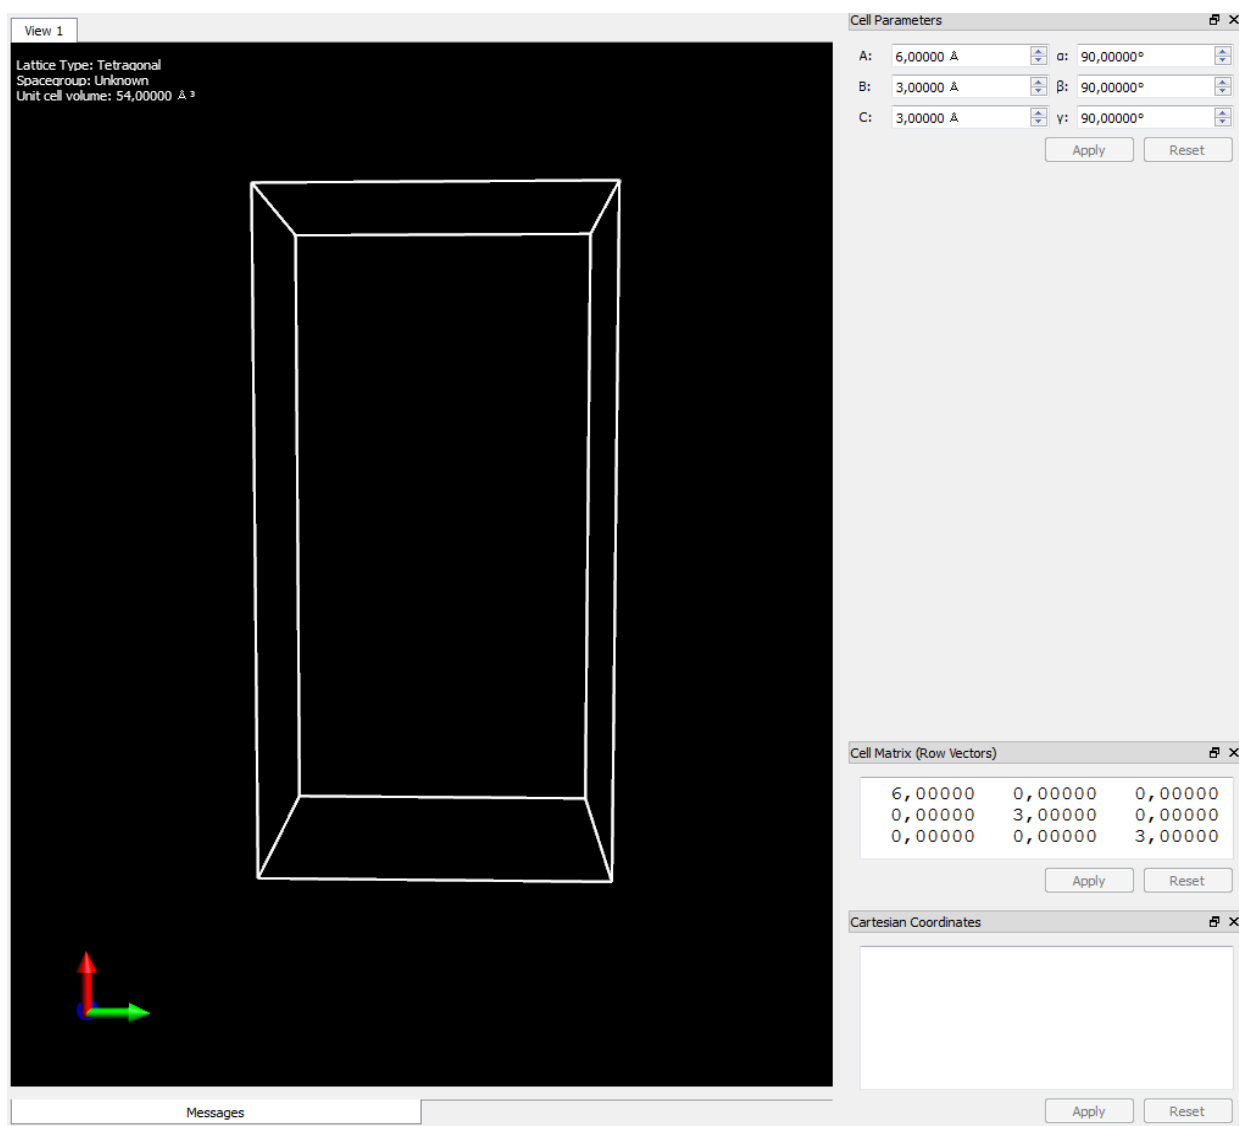 View 1
Lattice Type: Tetragonal
Spacegroup: Unknown
Unit cell volume: 54,00000 Å ³
Cell Parameters
A: 6,00000 Å α: 90,00000°
B: 3,00000 Å β: 90,00000°
C: 3,00000 Å γ: 90,00000°
Apply Reset
Cell Matrix (Row Vectors)
6,00000 0,00000 0,00000
0,00000 3,00000 0,00000
0,00000 0,00000 3,00000
Apply Reset
Cartesian Coordinates
Apply Reset
Messages